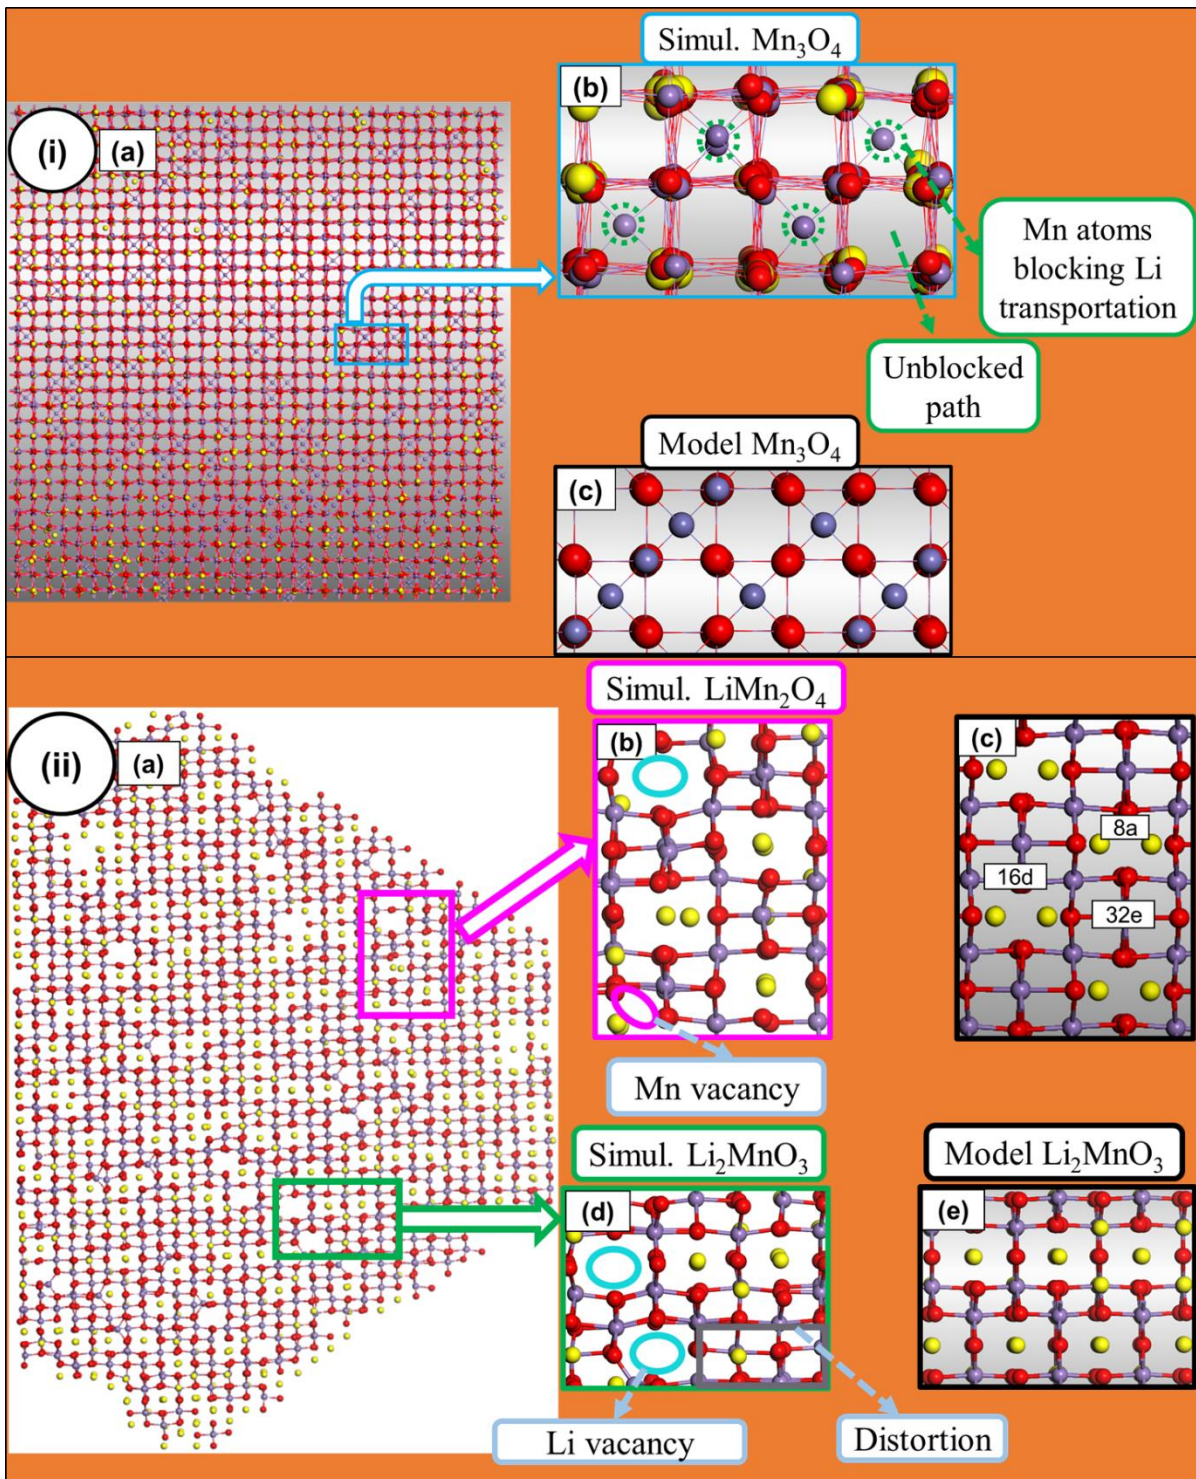 Simul. Mn₃O₄
(i)
(a)
(b)
Mn atoms
blocking Li
transportation
Unblocked
path
Model Mn₃O₄
(c)
Simul. LiMn₂O₄
(ii)
(a)
(b)
(c)
8a
16d
32e
Mn vacancy
Simul. Li₂MnO₃
Model Li₂MnO₃
(d)
(e)
Li vacancy
Distortion